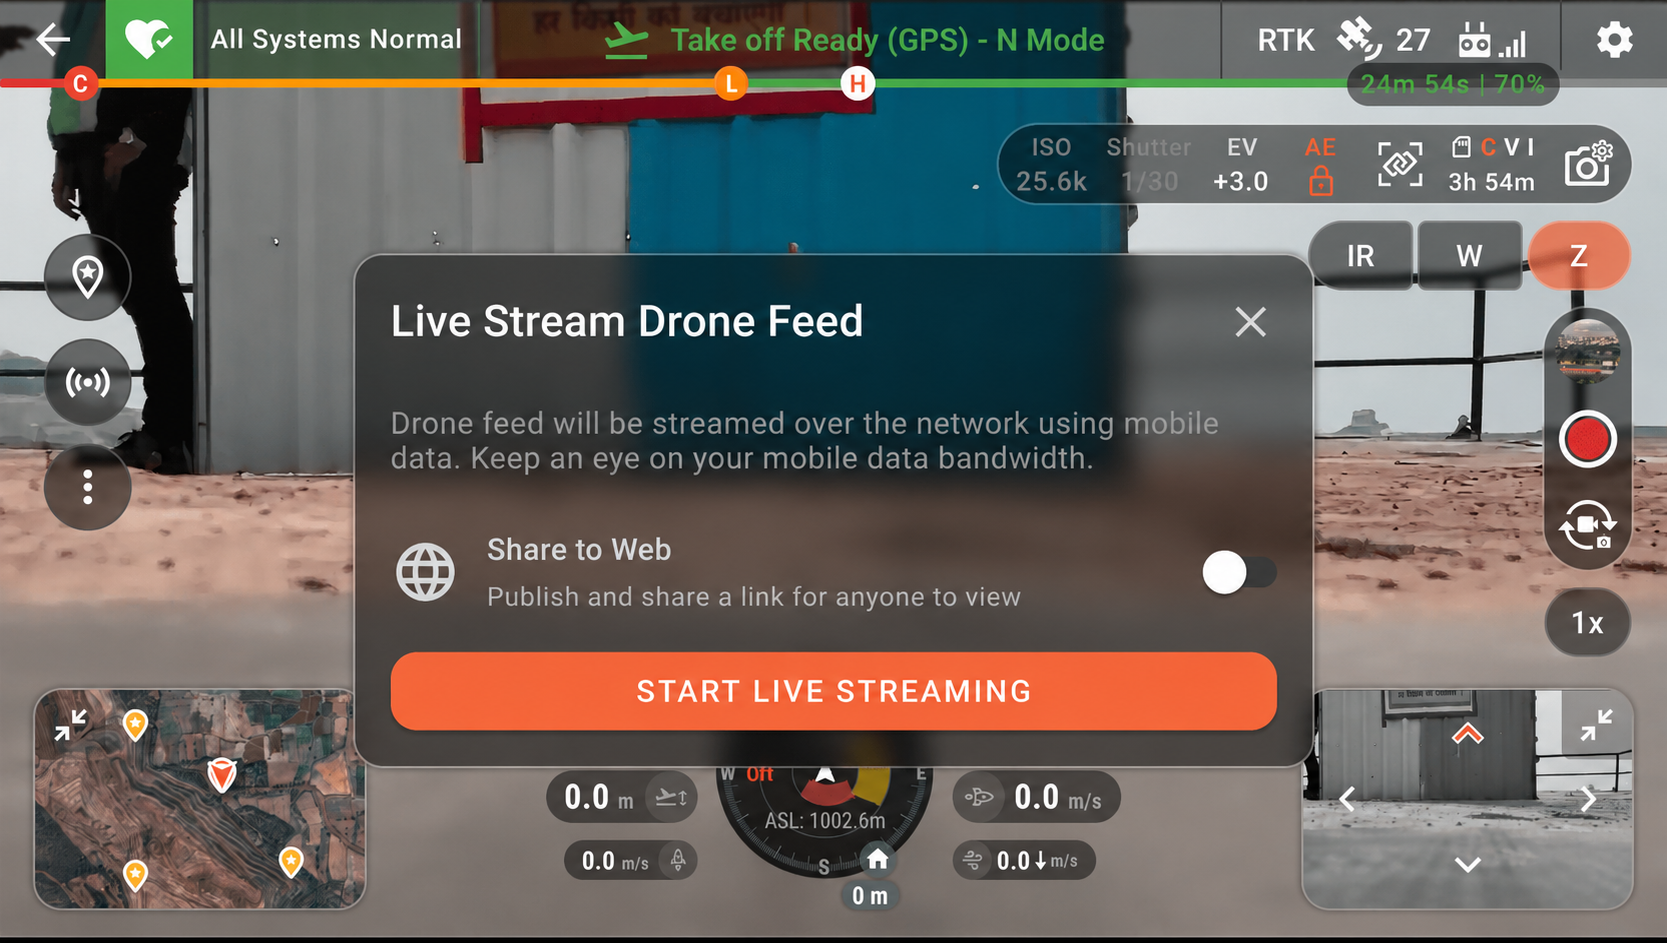 हर किसी को बचाएगी
All Systems Normal
Take off Ready (GPS) - N Mode
RTK
27
C
L
H
24m 54s | 70%
ISO
Shutter
EV
AE
C V I
25.6k
1/30
+3.0
3h 54m
IR
W
Z
Live Stream Drone Feed
Drone feed will be streamed over the network using mobile
data. Keep an eye on your mobile data bandwidth.
Share to Web
Publish and share a link for anyone to view
1x
START LIVE STREAMING
W
Off
E
0.0 m
0.0 m/s
ASL: 1002.6m
0.0 m/s
0.0 m/s
S
0 m